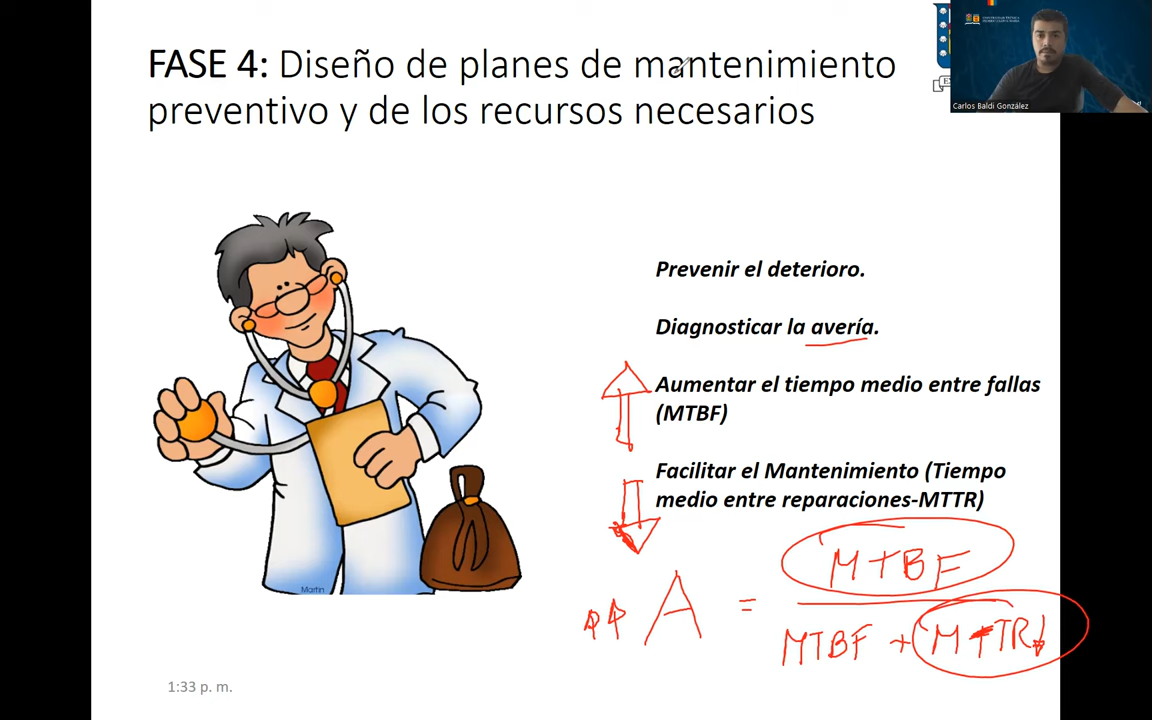 FASE 4: Diseño de planes de mantenimiento
preventivo y de los recursos necesarios
Carlos Baldi González
Prevenir el deterioro.
Diagnosticar la avería.
Aumentar el tiempo medio entre fallas
(MTBF)
Facilitar el Mantenimiento (Tiempo
medio entre reparaciones-MTTR)
A = MTBF
MTBF + MTTR
Martin
1:33 p. m.